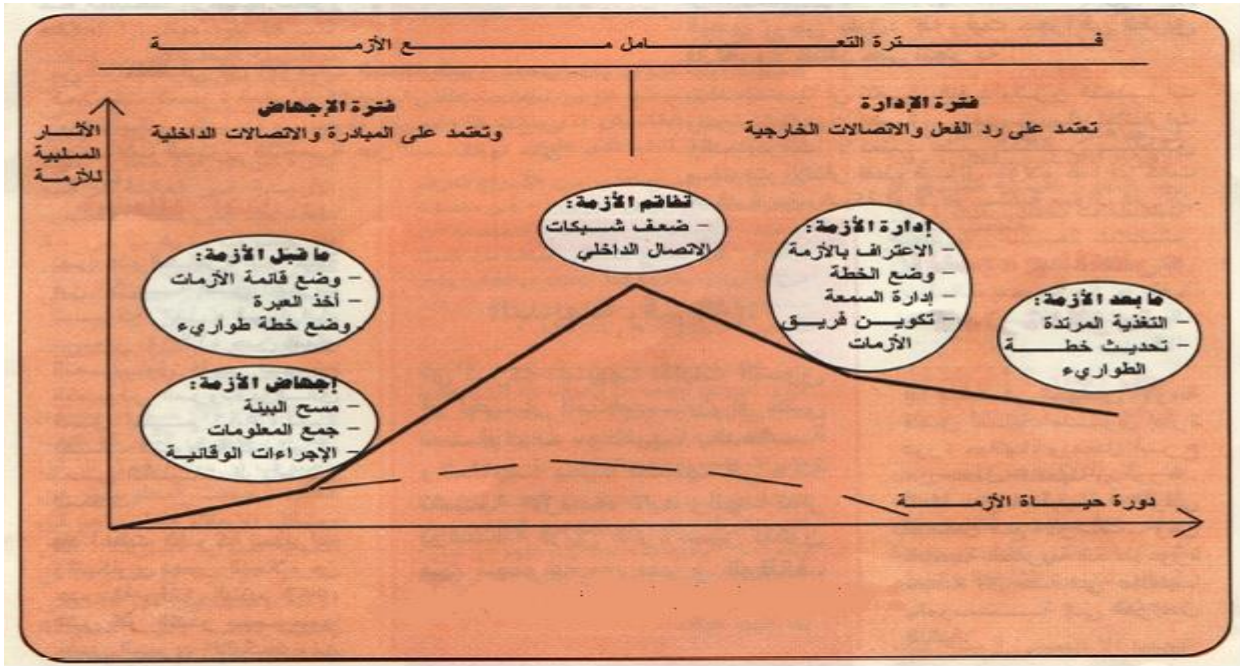 فترة التعامل مع الأزمة
فترة الإدارة
تعتمد على رد الفعل والاتصالات الخارجية
فترة الإجهاض
وتعتمد على المبادرة والاتصالات الداخلية
الآثار
السلبية
للأزمة
تفاقم الأزمة:
- ضعف شبكات
الاتصال الداخلي
إدارة الأزمة:
- الاعتراف بالأزمة
- وضع الخطة
- إدارة السمعة
- تكوين فريق
الأزمات
ما بعد الأزمة:
- التغذية المرتدة
- تحديث خطة
الطواريء
ما قبل الأزمة:
- وضع قائمة الأزمات
- أخذ العبرة
وضع خطة طواريء
إجهاض الأزمة:
- مسح البيئة
- جمع المعلومات
- الإجراءات الوقائية
دورة حياة الأزمة